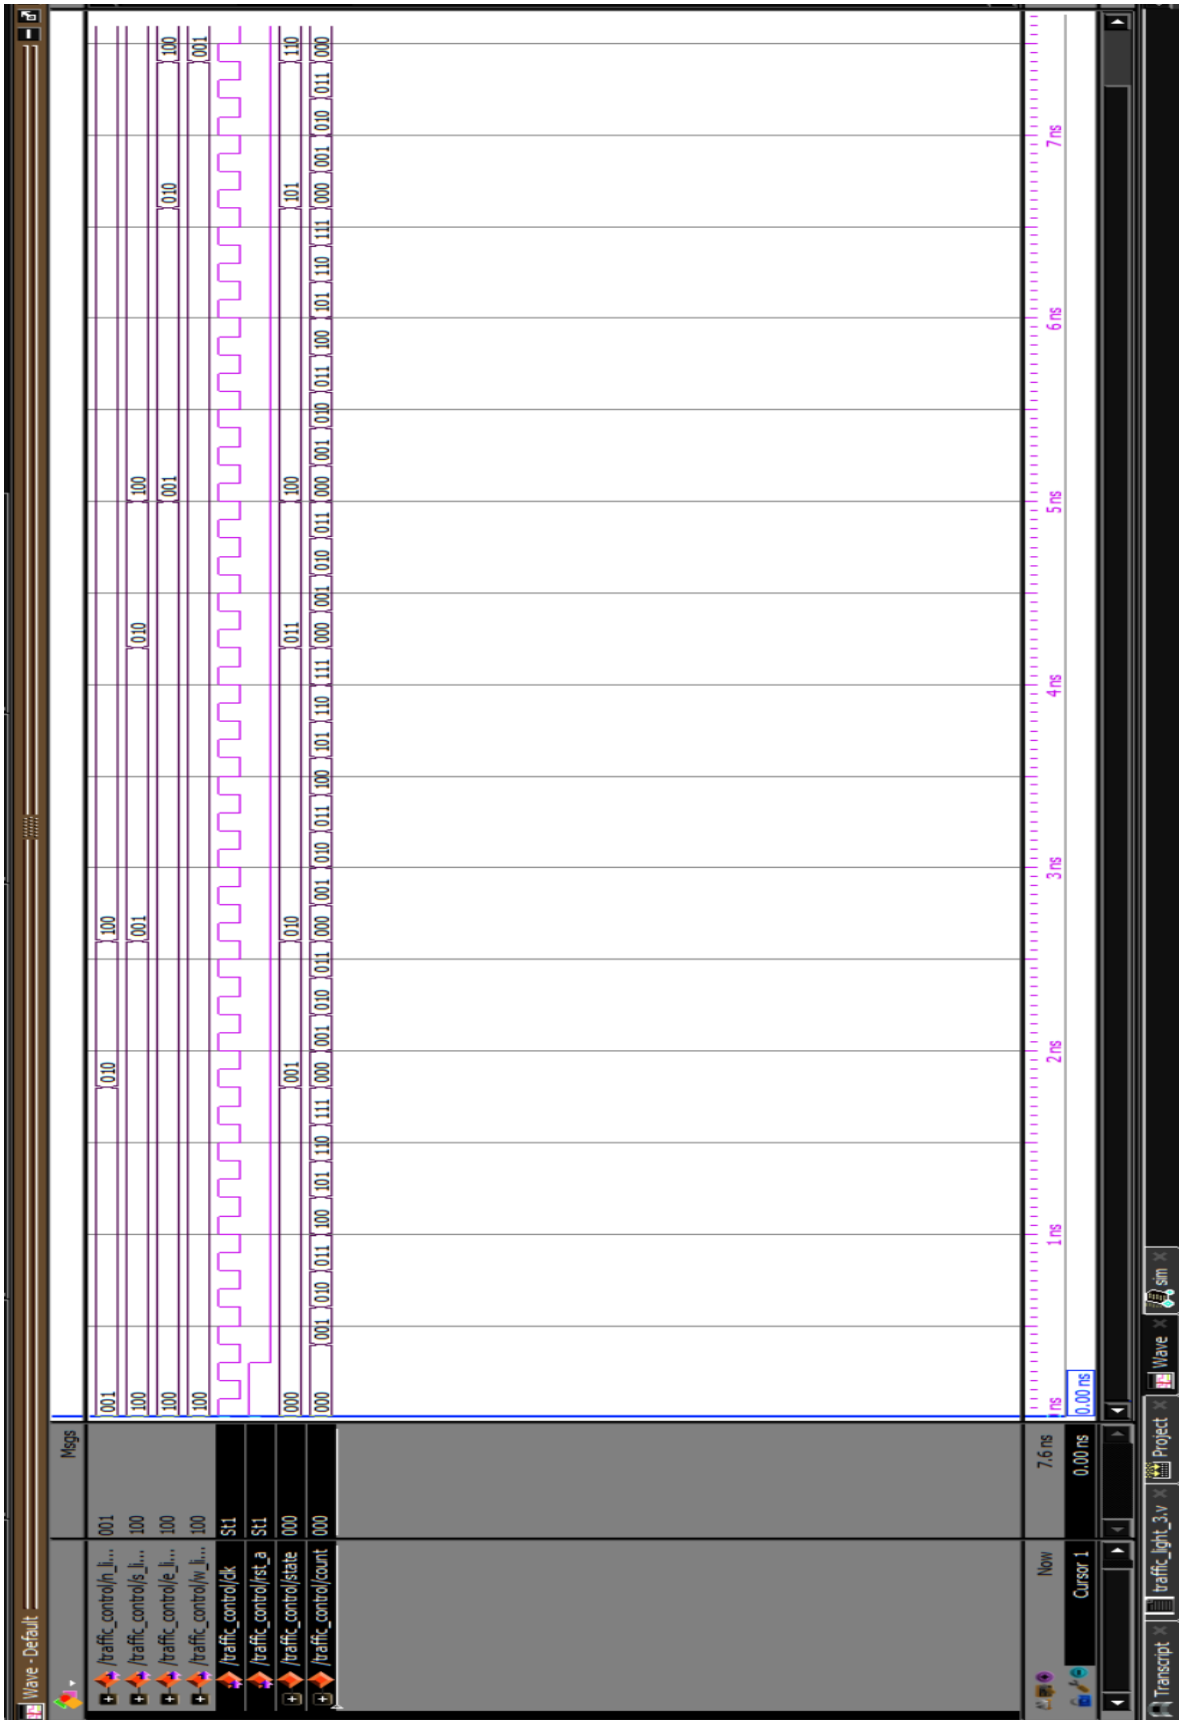 Wave - Default
Msgs
/traffic_control/n_li... 001 001 010 100
/traffic_control/s_li... 100 100 001 010 100
/traffic_control/e_li... 100 100 001 010 100
/traffic_control/w_li... 100 100 001
/traffic_control/clk St1
/traffic_control/rst_a St1
/traffic_control/state 000 000 001 010 011 100 101 110
/traffic_control/count 000 000 001 010 011 100 101 110 111 000 001 010 011 000 001 010 011 100 101 110 111 000 001 010 011 000 001 010 011 100 101 110 111 000 001 010 011 000
Now 7.6 ns ns 1 ns 2 ns 3 ns 4 ns 5 ns 6 ns 7 ns
Cursor 1 0.00 ns 0.00 ns
Transcript traffic_light_3.v Project Wave sim